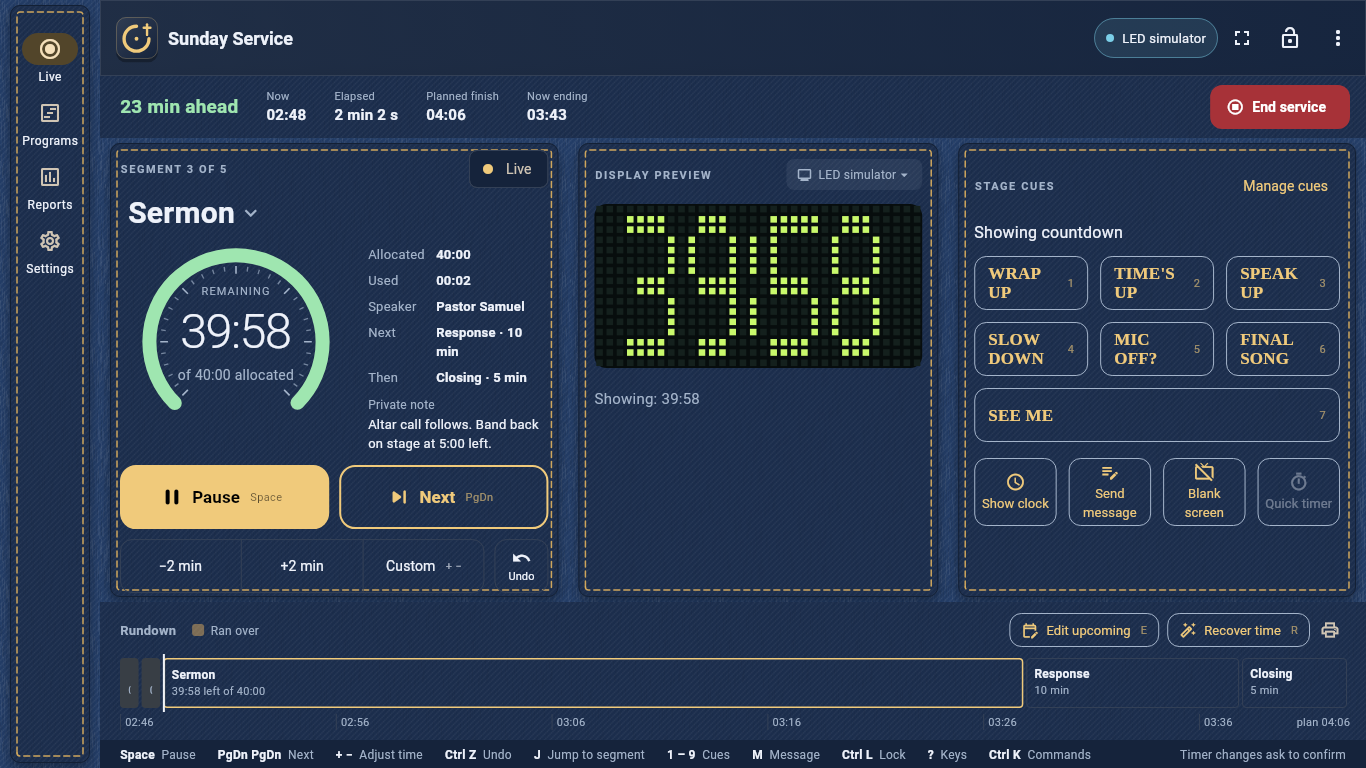 Sunday Service
LED simulator
Live
Programs
Reports
Settings
23 min ahead
Now
02:48
Elapsed
2 min 2 s
Planned finish
04:06
Now ending
03:43
End service
SEGMENT 3 OF 5
Live
Sermon
REMAINING
39:58
of 40:00 allocated
Allocated 40:00
Used 00:02
Speaker Pastor Samuel
Next Response · 10
min
Then Closing · 5 min
Private note
Altar call follows. Band back
on stage at 5:00 left.
Pause Space
Next PgDn
−2 min
+2 min
Custom + −
Undo
DISPLAY PREVIEW
LED simulator
39:58
Showing: 39:58
STAGE CUES
Manage cues
Showing countdown
WRAP
UP 1
TIME'S
UP 2
SPEAK
UP 3
SLOW
DOWN 4
MIC
OFF? 5
FINAL
SONG 6
SEE ME 7
Show clock
Send
message
Blank
screen
Quick timer
Rundown
Ran over
Edit upcoming E
Recover time R
Sermon
39:58 left of 40:00
Response
10 min
Closing
5 min
02:46 02:56 03:06 03:16 03:26 03:36 plan 04:06
Space Pause PgDn PgDn Next + − Adjust time Ctrl Z Undo J Jump to segment 1 – 9 Cues M Message Ctrl L Lock ? Keys Ctrl K Commands Timer changes ask to confirm